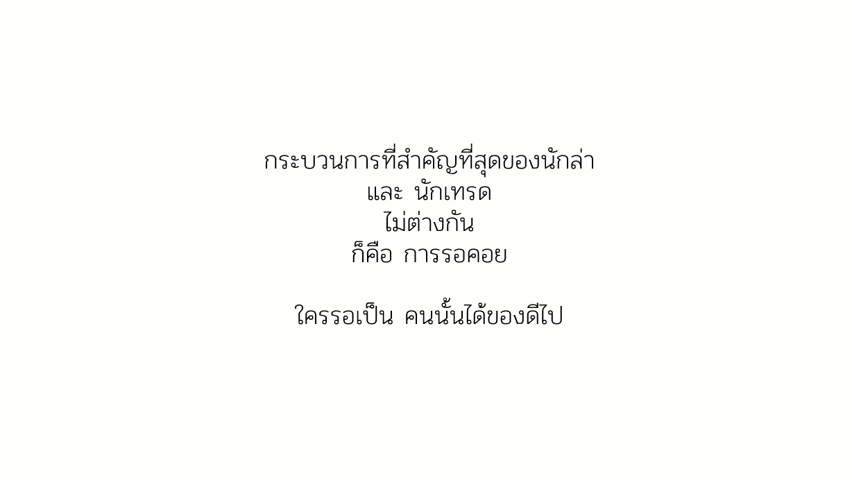 กระบวนการที่สำคัญที่สุดของนักล่า
และ นักเทรด
ไม่ต่างกัน
ก็คือ การรอคอย
ใครรอเป็น คนนั้นได้ของดีไป